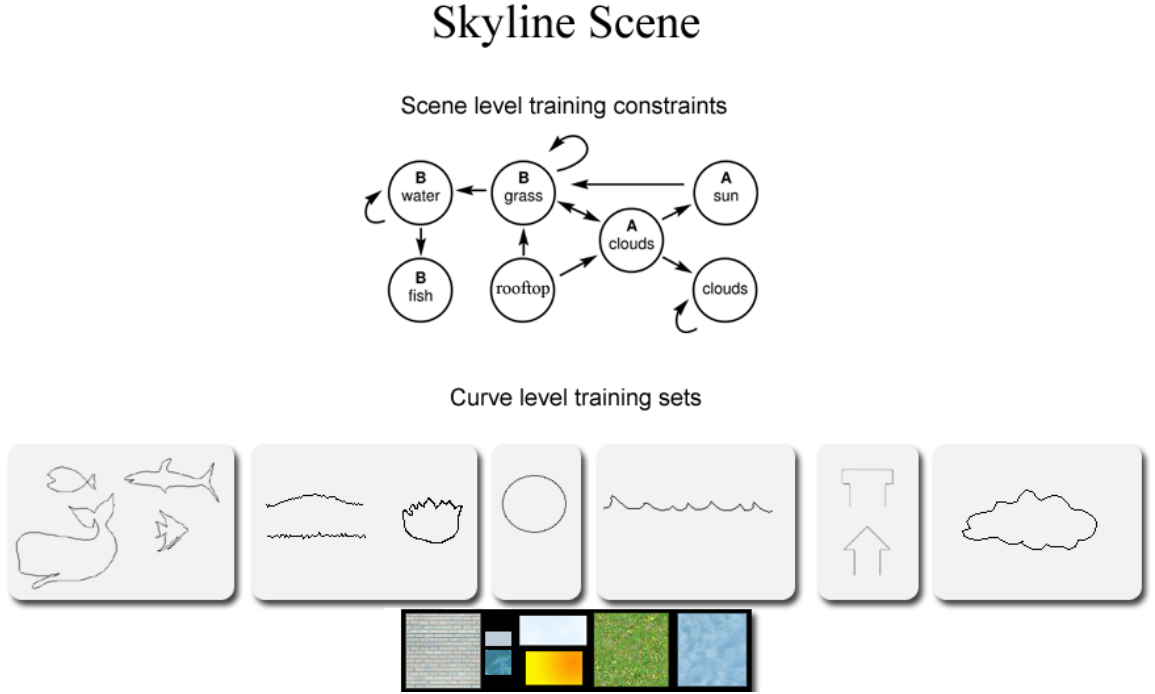 Skyline Scene
Scene level training constraints
B
water
B
grass
A
sun
A
clouds
B
fish
rooftop
clouds
Curve level training sets